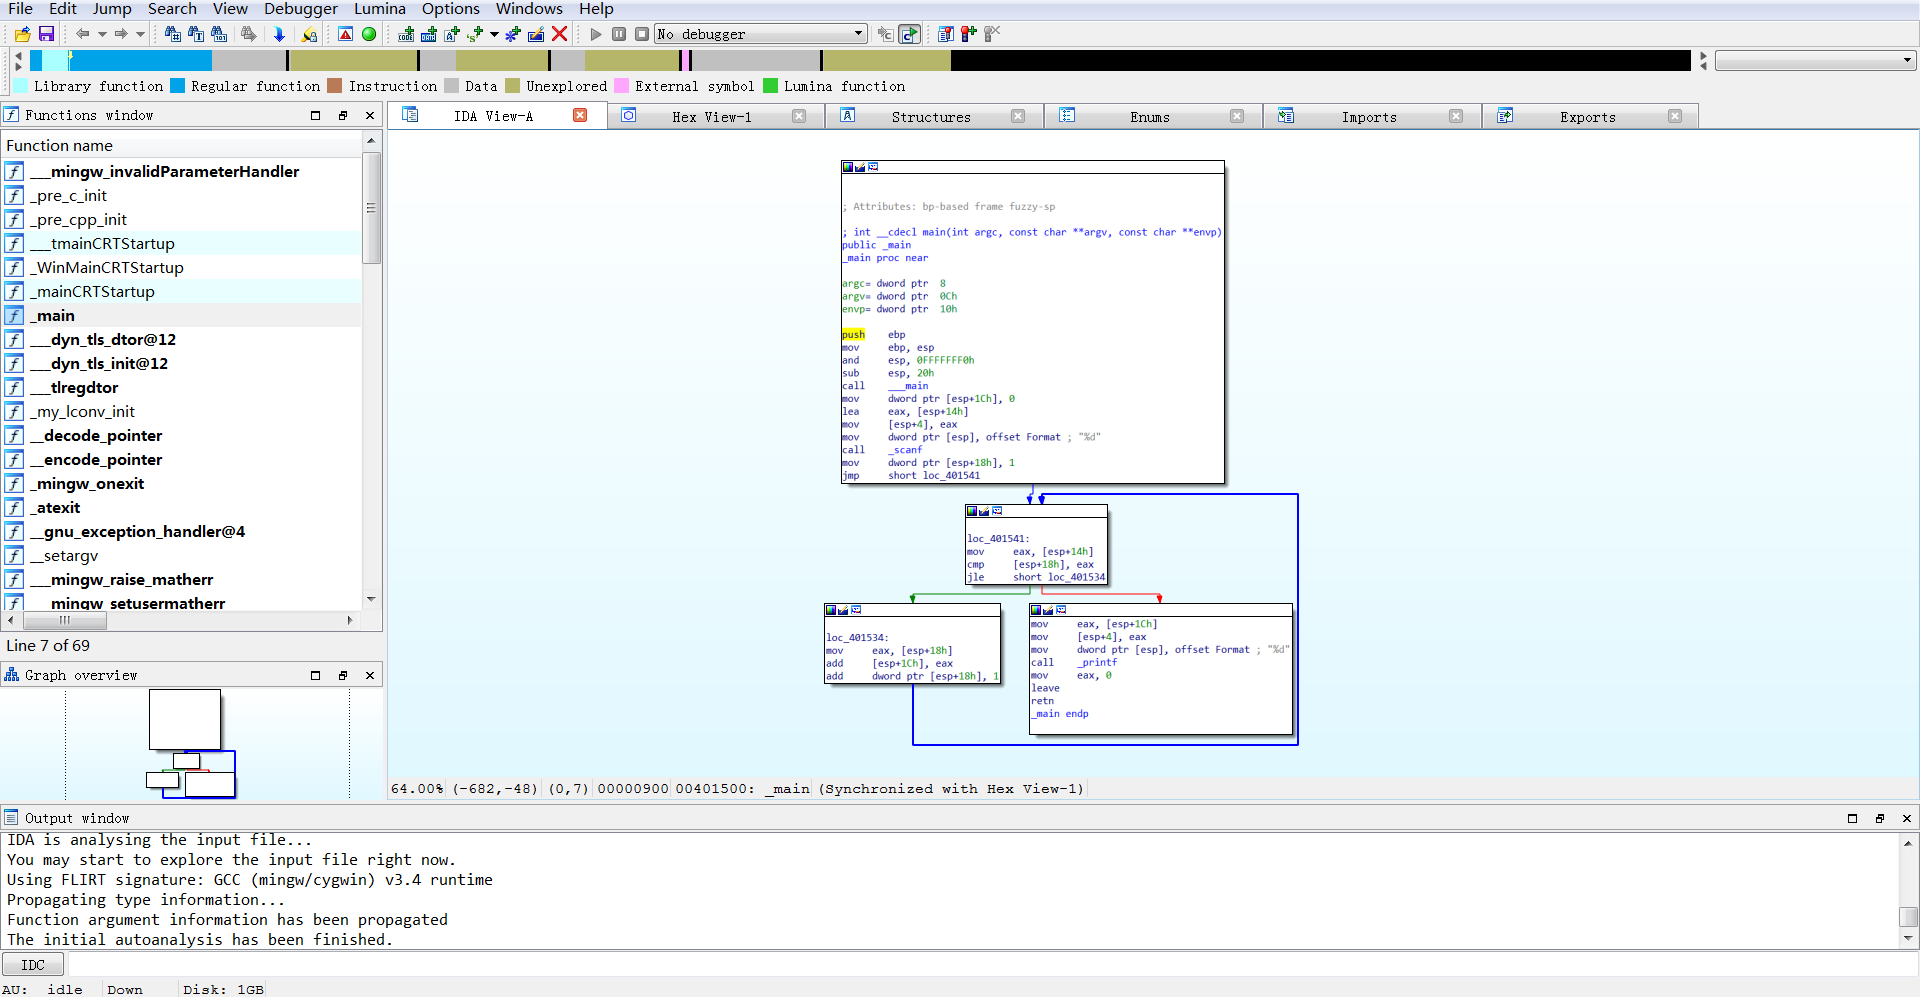 File Edit Jump Search View Debugger Lumina Options Windows Help
No debugger
Library function Regular function Instruction Data Unexplored External symbol Lumina function
Functions window
IDA View-A Hex View-1 Structures Enums Imports Exports
Function name
___mingw_invalidParameterHandler
_pre_c_init
_pre_cpp_init
___tmainCRTStartup
_WinMainCRTStartup
_mainCRTStartup
_main
___dyn_tls_dtor@12
___dyn_tls_init@12
___tlregdtor
_my_lconv_init
__decode_pointer
__encode_pointer
_mingw_onexit
_atexit
__gnu_exception_handler@4
__setargv
___mingw_raise_matherr
___mingw_setusermatherr
Line 7 of 69
Graph overview
; Attributes: bp-based frame fuzzy-sp
; int __cdecl main(int argc, const char **argv, const char **envp)
public _main
_main proc near
argc= dword ptr  8
argv= dword ptr  0Ch
envp= dword ptr  10h
push ebp
mov ebp, esp
and esp, 0FFFFFFF0h
sub esp, 20h
call ___main
mov dword ptr [esp+1Ch], 0
lea eax, [esp+14h]
mov [esp+4], eax
mov dword ptr [esp], offset Format ; "%d"
call _scanf
mov dword ptr [esp+18h], 1
jmp short loc_401541
loc_401541:
mov eax, [esp+14h]
cmp [esp+18h], eax
jle short loc_401534
loc_401534:
mov eax, [esp+18h]
add [esp+1Ch], eax
add dword ptr [esp+18h], 1
mov eax, [esp+1Ch]
mov [esp+4], eax
mov dword ptr [esp], offset Format ; "%d"
call _printf
mov eax, 0
leave
retn
_main endp
64.00% (-682,-48) (0,7) 00000900 00401500: _main (Synchronized with Hex View-1)
Output window
IDA is analysing the input file...
You may start to explore the input file right now.
Using FLIRT signature: GCC (mingw/cygwin) v3.4 runtime
Propagating type information...
Function argument information has been propagated
The initial autoanalysis has been finished.
IDC
AU: idle Down Disk: 1GB